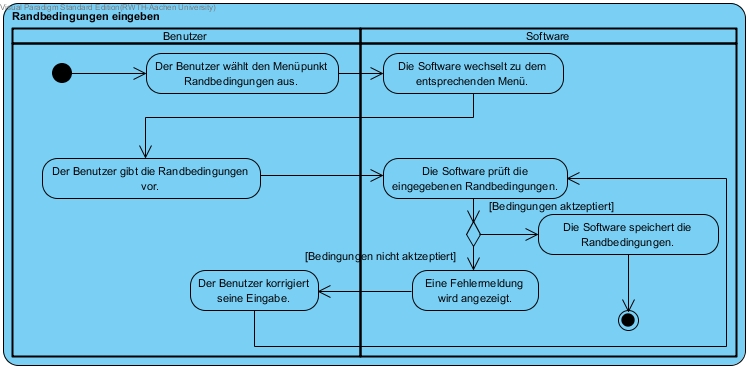 Visual Paradigm Standard Edition(RWTH-Aachen University)
Randbedingungen eingeben
Benutzer
Software
Der Benutzer wählt den Menüpunkt
Randbedingungen aus.
Die Software wechselt zu dem
entsprechenden Menü.
Der Benutzer gibt die Randbedingungen
vor.
Die Software prüft die
eingegebenen Randbedingungen.
[Bedingungen aktzeptiert]
Die Software speichert die
Randbedingungen.
[Bedingungen nicht aktzeptiert]
Der Benutzer korrigiert
seine Eingabe.
Eine Fehlermeldung
wird angezeigt.